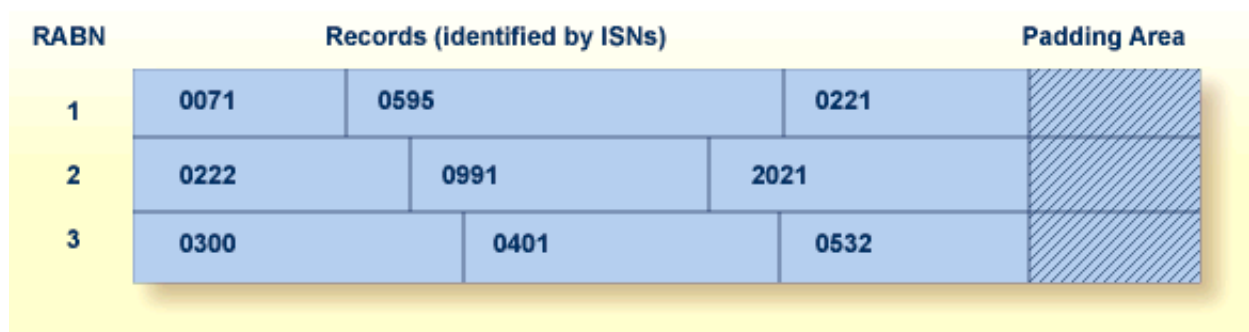 RABN Records (identified by ISNs) Padding Area
1 0071 0595 0221
2 0222 0991 2021
3 0300 0401 0532